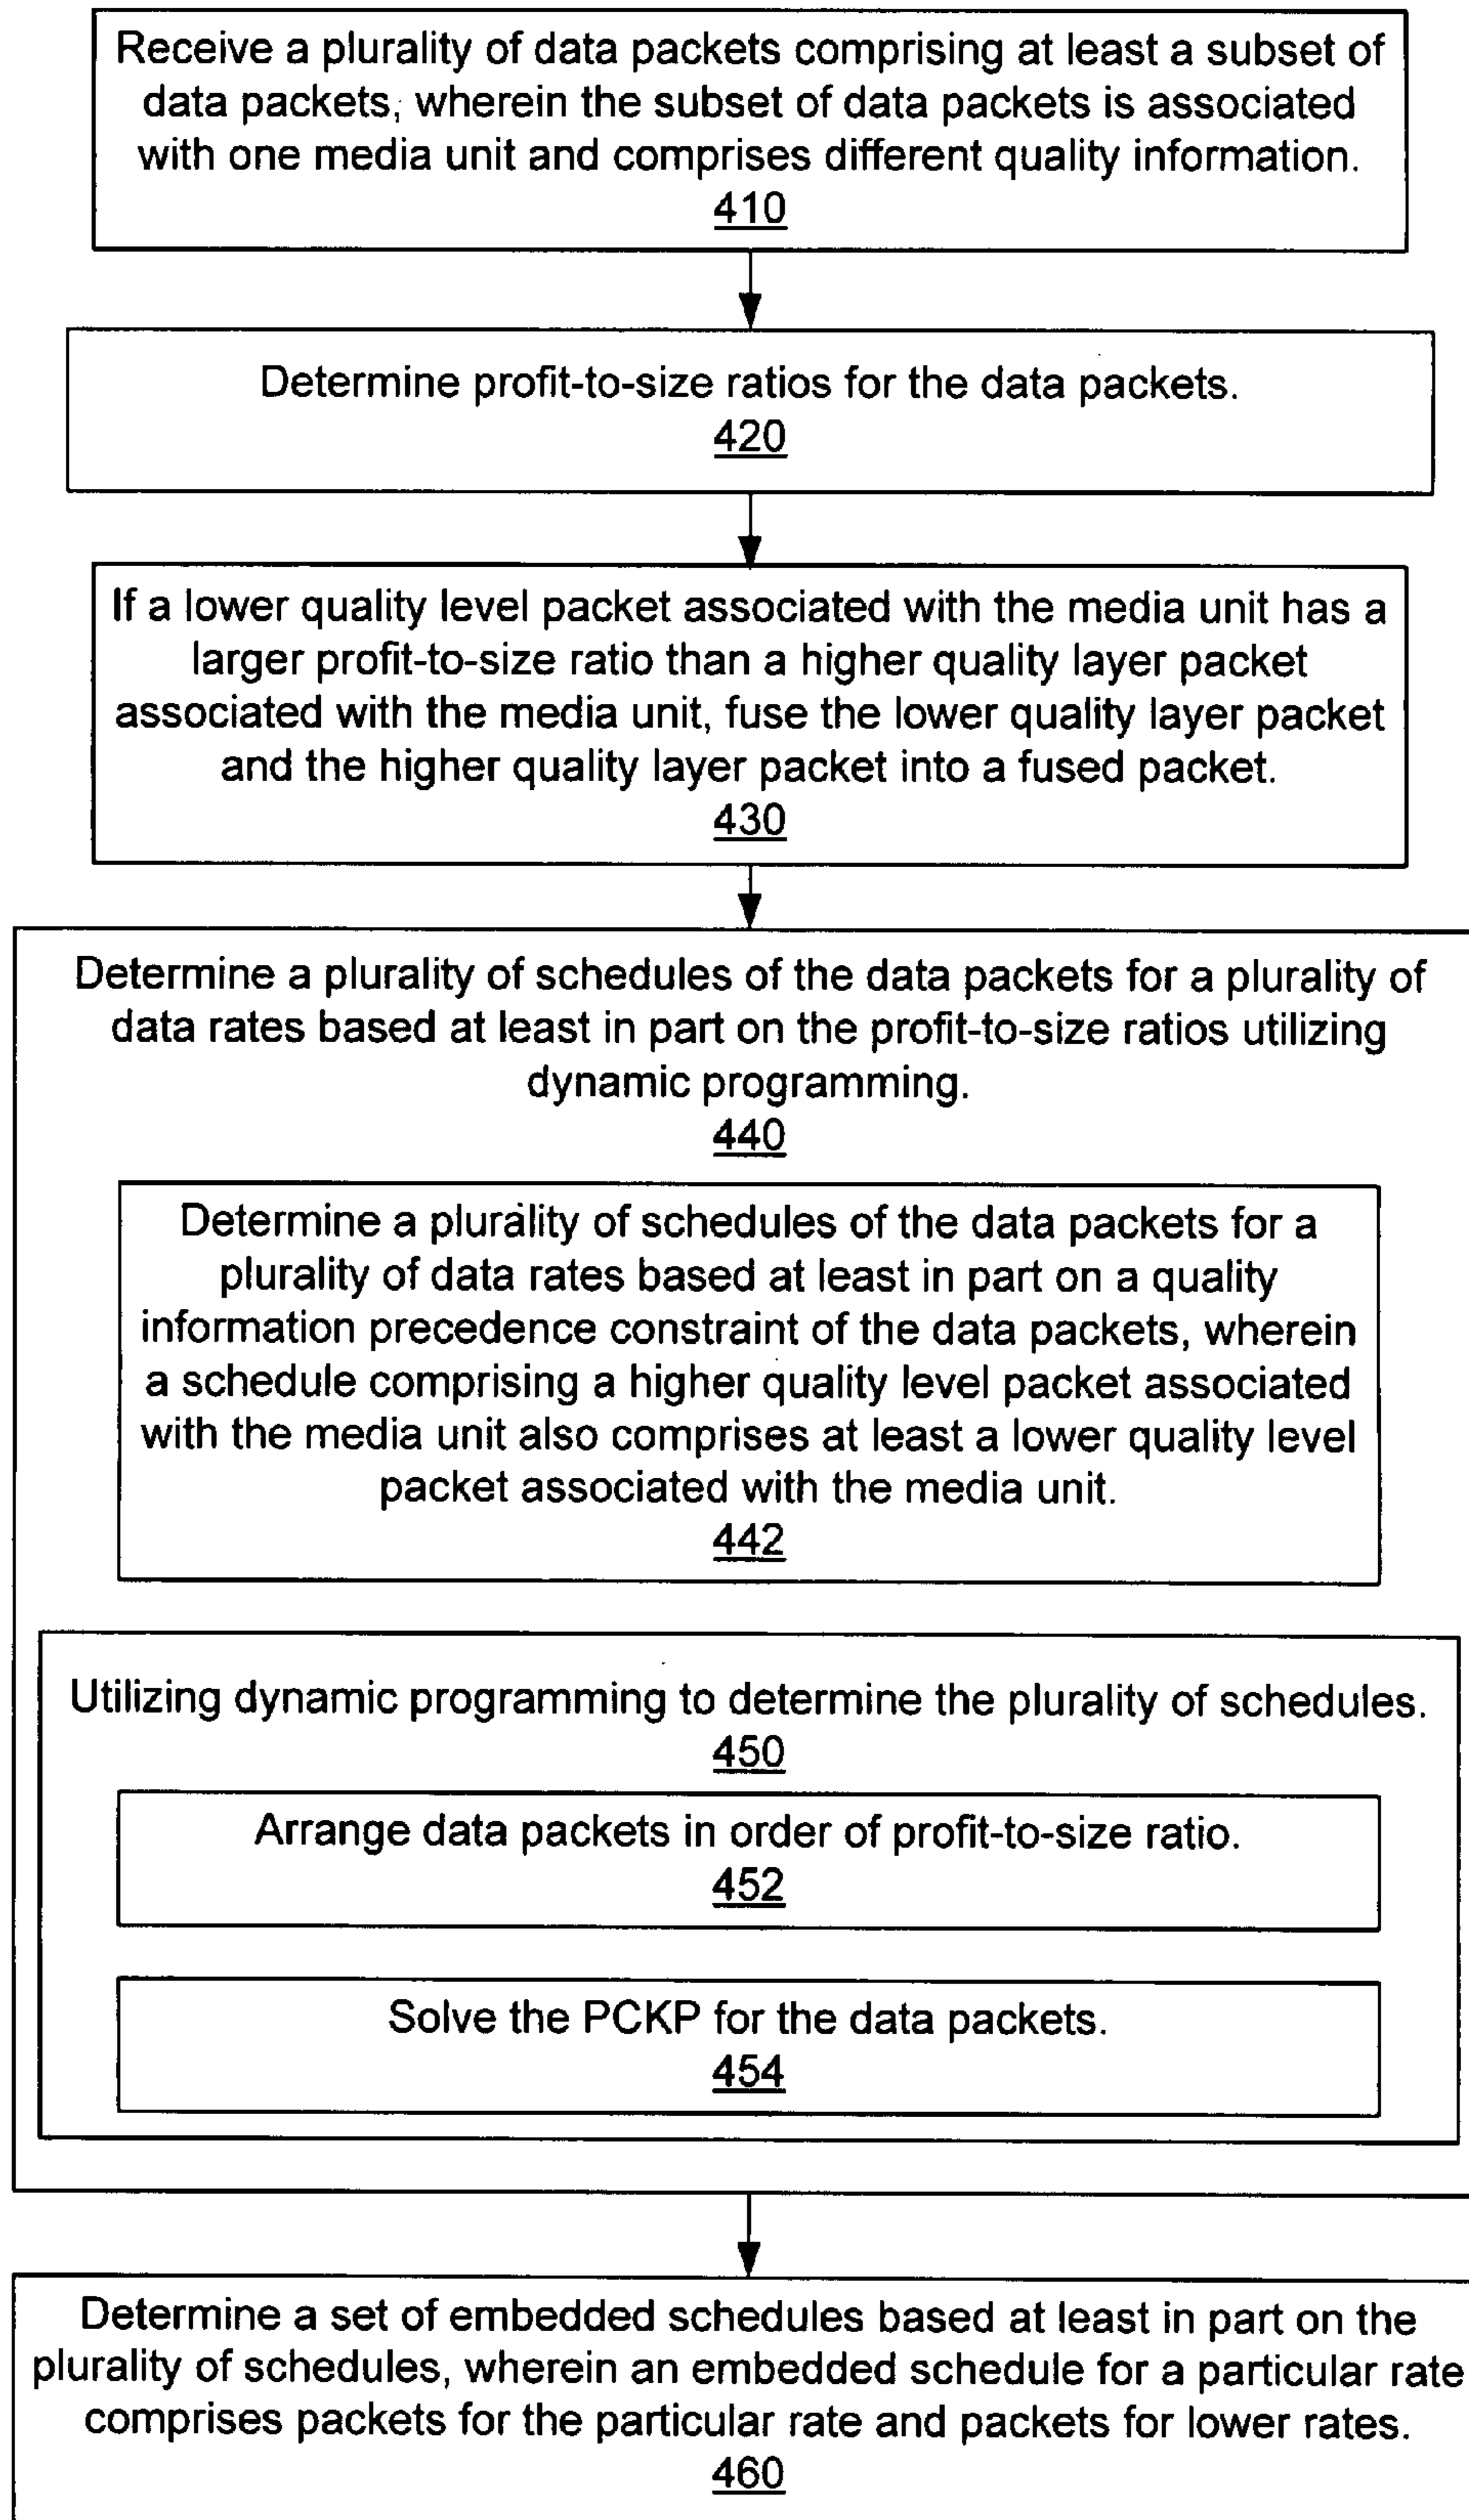 Receive a plurality of data packets comprising at least a subset of
data packets, wherein the subset of data packets is associated
with one media unit and comprises different quality information.
410
Determine profit-to-size ratios for the data packets.
420
If a lower quality level packet associated with the media unit has a
larger profit-to-size ratio than a higher quality layer packet
associated with the media unit, fuse the lower quality layer packet
and the higher quality layer packet into a fused packet.
430
Determine a plurality of schedules of the data packets for a plurality of
data rates based at least in part on the profit-to-size ratios utilizing
dynamic programming.
440
Determine a plurality of schedules of the data packets for a
plurality of data rates based at least in part on a quality
information precedence constraint of the data packets, wherein
a schedule comprising a higher quality level packet associated
with the media unit also comprises at least a lower quality level
packet associated with the media unit.
442
Utilizing dynamic programming to determine the plurality of schedules.
450
Arrange data packets in order of profit-to-size ratio.
452
Solve the PCKP for the data packets.
454
Determine a set of embedded schedules based at least in part on the
plurality of schedules, wherein an embedded schedule for a particular rate
comprises packets for the particular rate and packets for lower rates.
460